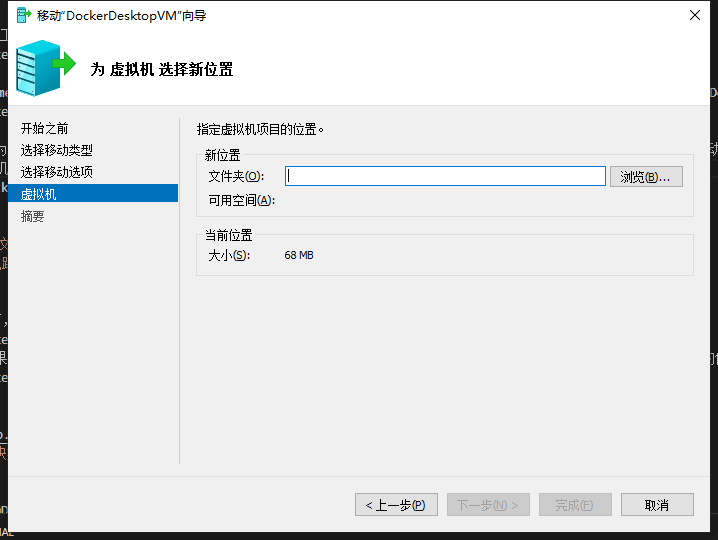 移动“DockerDesktopVM”向导
为 虚拟机 选择新位置
开始之前
选择移动类型
选择移动选项
虚拟机
摘要
指定虚拟机项目的位置。
新位置
文件夹(O):
浏览(B)...
可用空间(A):
当前位置
大小(S):
68 MB
< 上一步(P)
下一步(N) >
完成(F)
取消